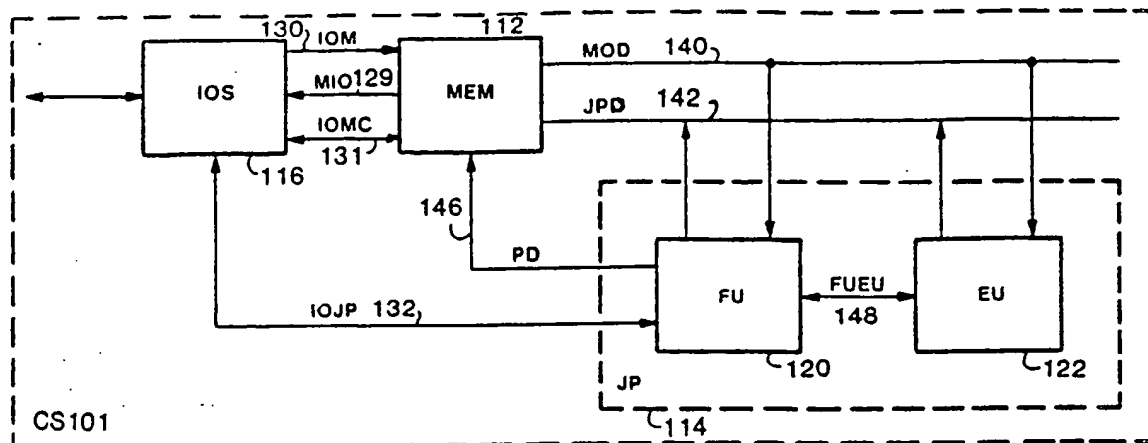 130 IOM
112
IOS
MIO 129
MEM
MOD 140
JPD 142
IOMC
131
116
146
PD
FU
FUEU
148
EU
IOJP 132
120
122
JP
CS101
114